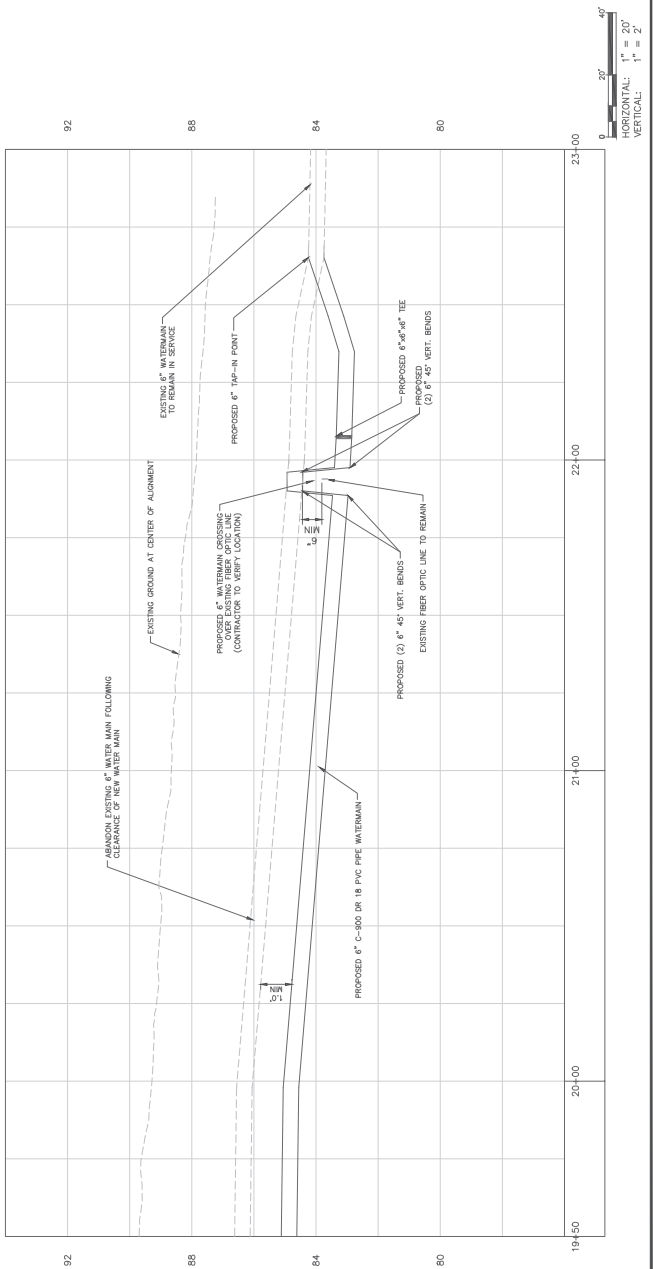 92
88
84
80
92
88
84
80
19+50
20+00
21+00
22+00
23+00
ABANDON EXISTING 6" WATER MAIN FOLLOWING
CLEARANCE OF NEW WATER MAIN
EXISTING GROUND AT CENTER OF ALIGNMENT
EXISTING 6" WATERMAIN
TO REMAIN IN SERVICE
PROPOSED 6" WATERMAIN CROSSING
OVER EXISTING FIBER OPTIC LINE
(CONTRACTOR TO VERIFY LOCATION)
PROPOSED 6" TAP-IN POINT
1.0'
MIN
6"
MIN
PROPOSED 6" C-900 DR 18 PVC PIPE WATERMAIN
PROPOSED (2) 6" 45° VERT. BENDS
EXISTING FIBER OPTIC LINE TO REMAIN
PROPOSED 6"x6"x6" TEE
PROPOSED
(2) 6" 45° VERT. BENDS
0 20' 40'
HORIZONTAL: 1" = 20'
VERTICAL: 1" = 2'